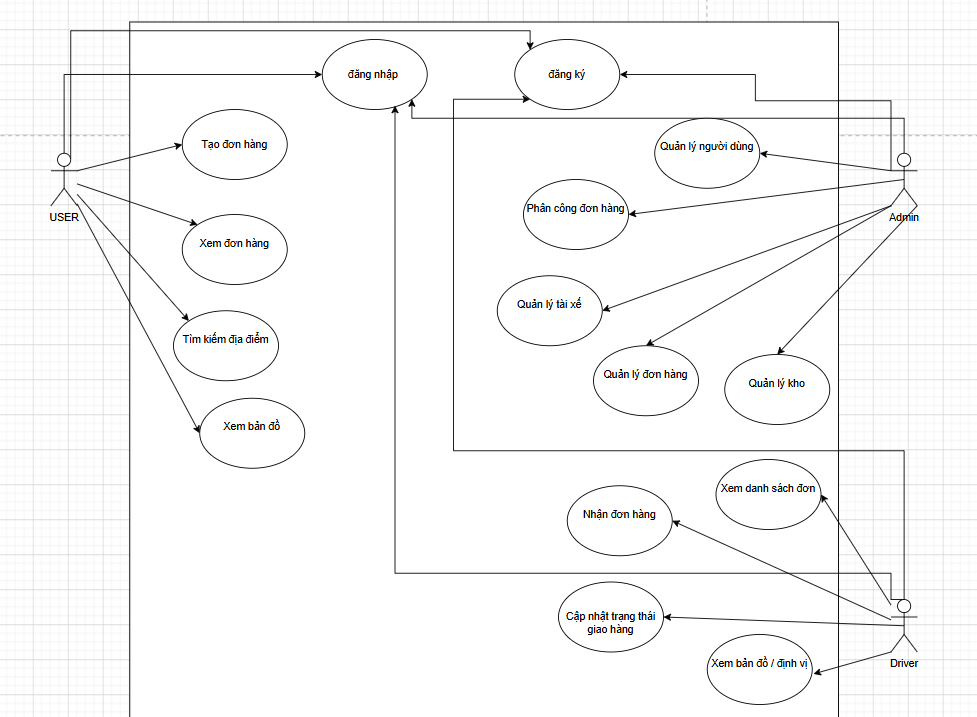 đăng nhập
đăng ký
Tạo đơn hàng
Quản lý người dùng
Phân công đơn hàng
USER
Admin
Xem đơn hàng
Quản lý tài xế
Tìm kiếm địa điểm
Quản lý đơn hàng
Quản lý kho
Xem bản đồ
Xem danh sách đơn
Nhận đơn hàng
Cập nhật trạng thái
giao hàng
Xem bản đồ / định vị
Driver